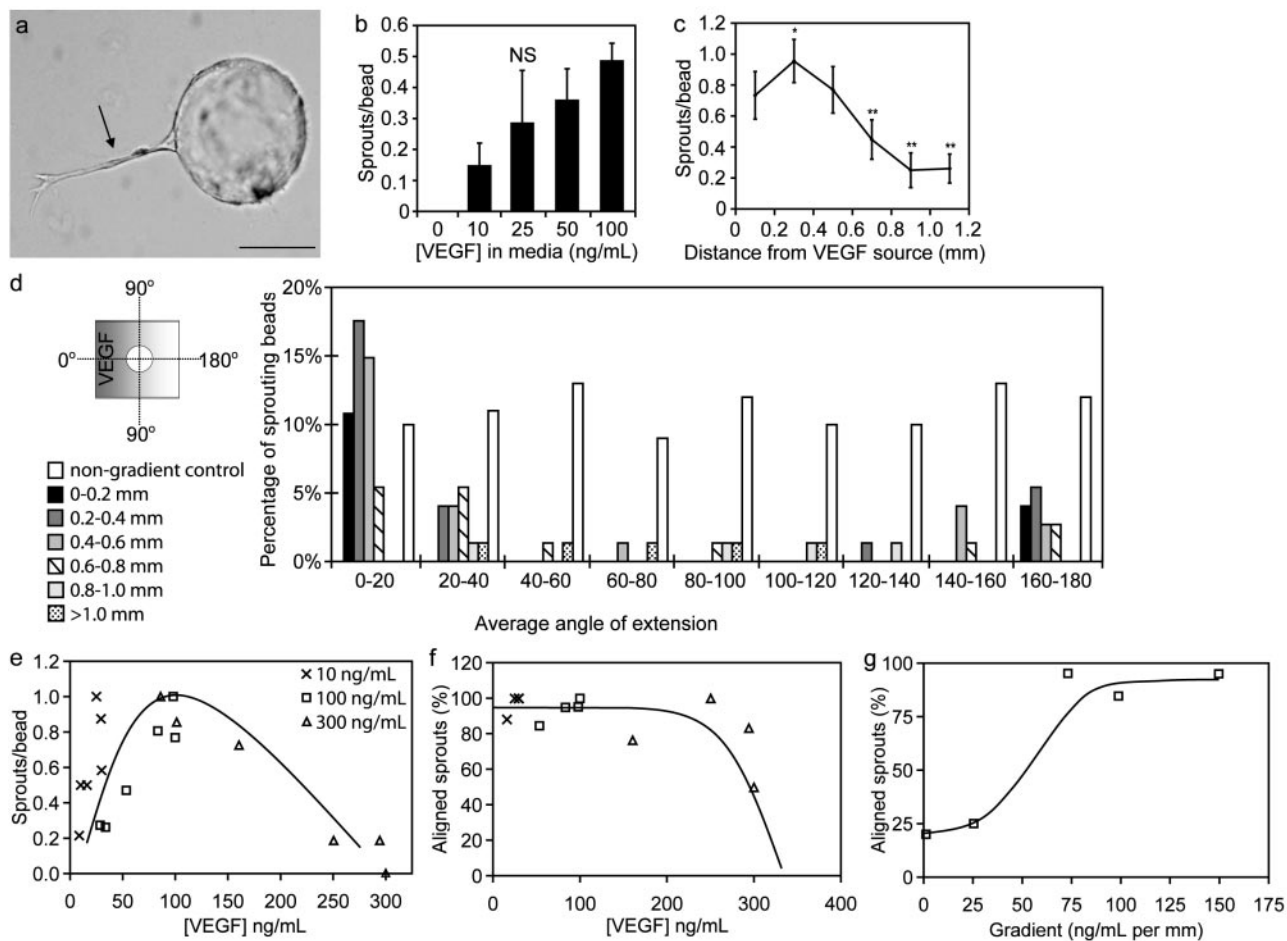 a
b
Sprouts/bead
0.6
0.5
0.4
0.3
0.2
0.1
0
NS
0 10 25 50 100
[VEGF] in media (ng/mL)
c
Sprouts/bead
1.2
1.0
0.8
0.6
0.4
0.2
0
* ** ** **
0 0.2 0.4 0.6 0.8 1.0 1.2
Distance from VEGF source (mm)
d
90º
0º VEGF 180º
90º
non-gradient control
0-0.2 mm
0.2-0.4 mm
0.4-0.6 mm
0.6-0.8 mm
0.8-1.0 mm
>1.0 mm
Percentage of sprouting beads
20%
15%
10%
5%
0%
0-20 20-40 40-60 60-80 80-100 100-120 120-140 140-160 160-180
Average angle of extension
e
Sprouts/bead
1.2
1.0
0.8
0.6
0.4
0.2
0.0
10 ng/mL
100 ng/mL
300 ng/mL
0 50 100 150 200 250 300
[VEGF] ng/mL
f
Aligned sprouts (%)
120
100
80
60
40
20
0
0 100 200 300 400
[VEGF] ng/mL
g
Aligned sprouts (%)
100
75
50
25
0
0 25 50 75 100 125 150 175
Gradient (ng/mL per mm)